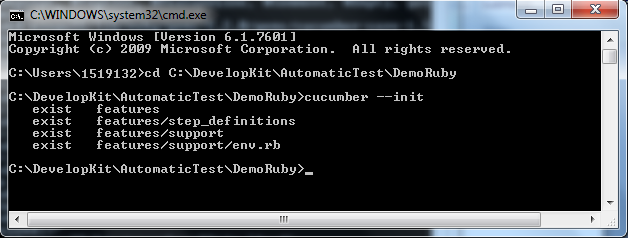 C:\WINDOWS\system32\cmd.exe
Microsoft Windows [Version 6.1.7601]
Copyright (c) 2009 Microsoft Corporation.  All rights reserved.
C:\Users\1519132>cd C:\DevelopKit\AutomaticTest\DemoRuby
C:\DevelopKit\AutomaticTest\DemoRuby>cucumber --init
exist   features
exist   features/step_definitions
exist   features/support
exist   features/support/env.rb
C:\DevelopKit\AutomaticTest\DemoRuby>_